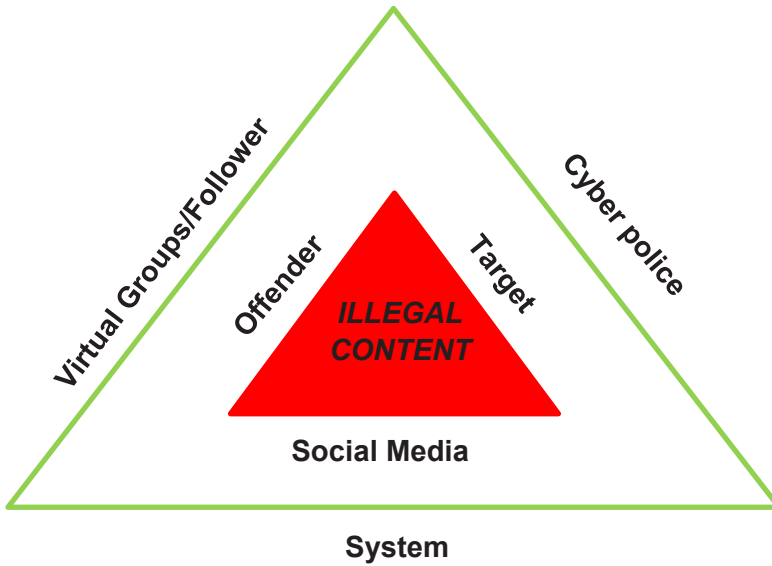 Virtual Groups/Follower
Cyber police
Offender
Target
ILLEGAL
CONTENT
Social Media
System